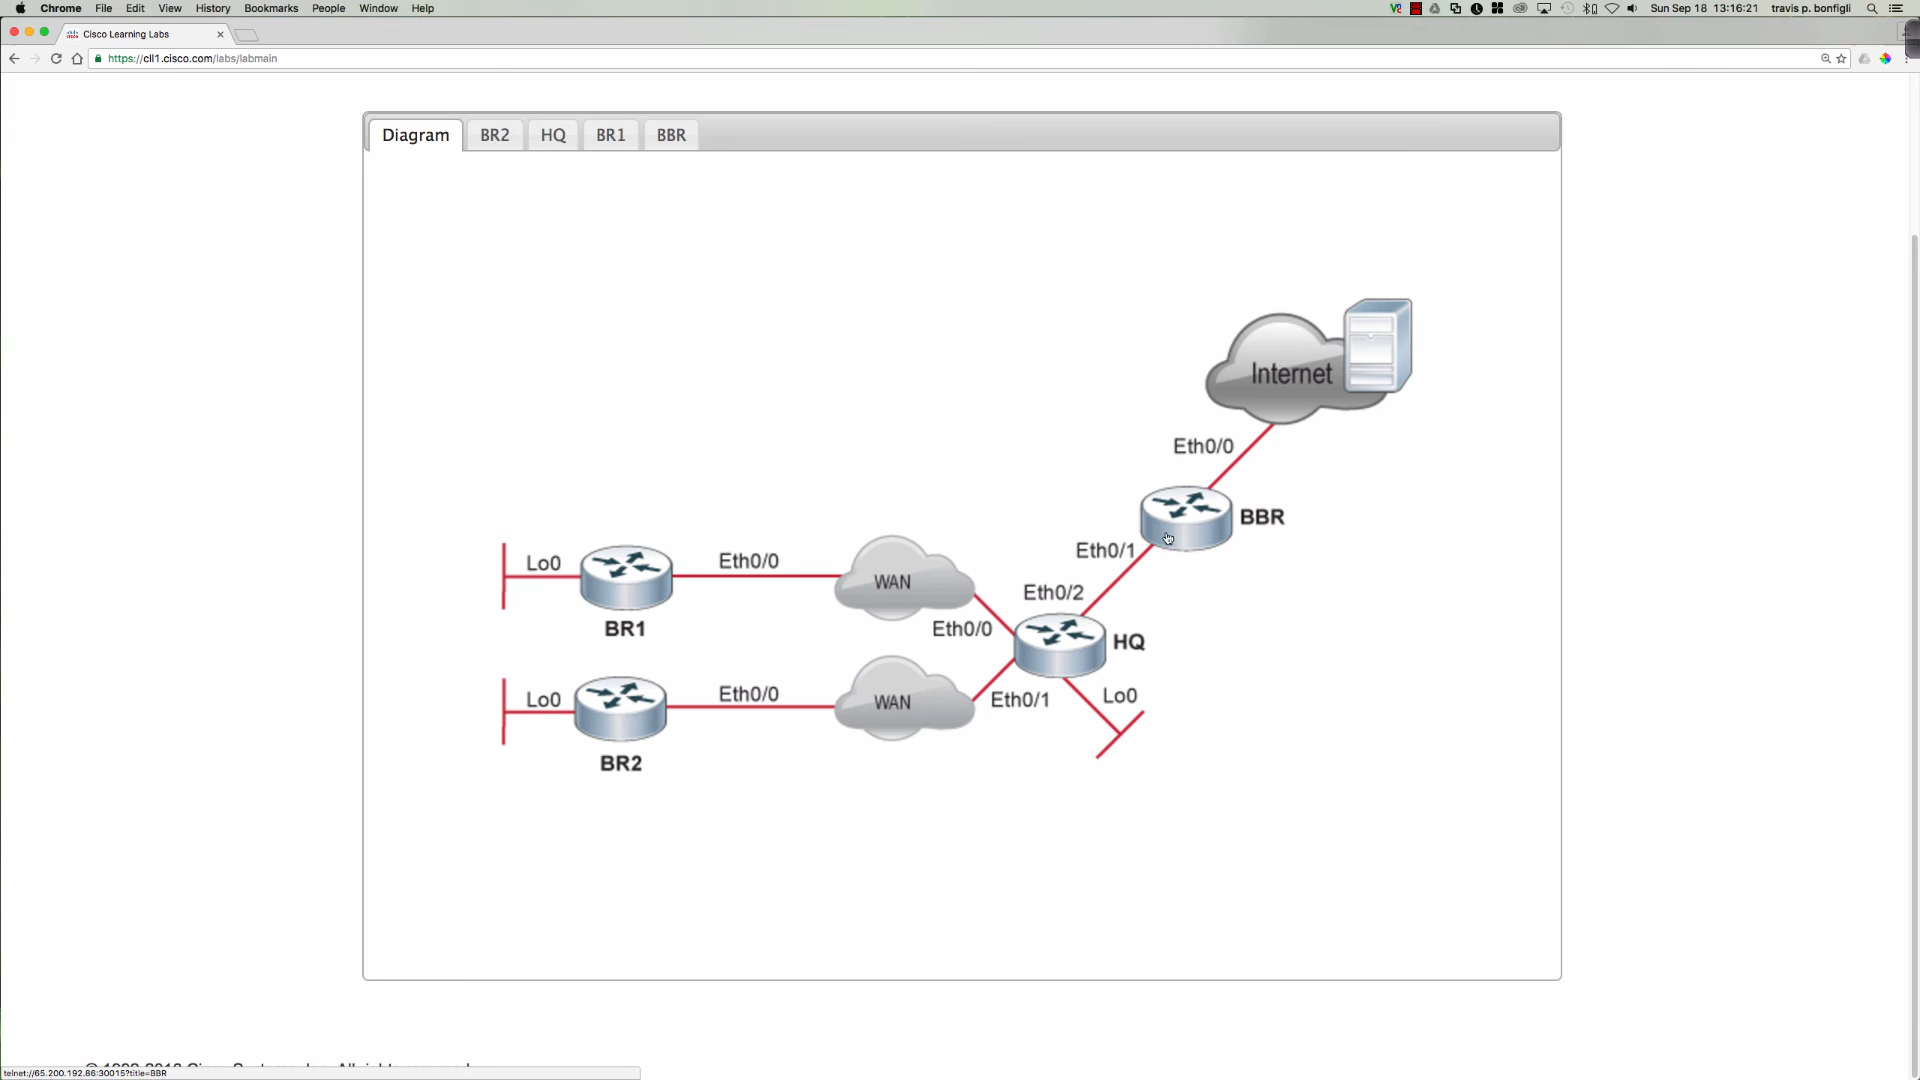 Chrome File Edit View History Bookmarks People Window Help Sun Sep 18 13:16:21 travis p. bonfigli
Cisco Learning Labs
https://cll1.cisco.com/labs/labmain
Diagram BR2 HQ BR1 BBR
Internet
Eth0/0
BBR
Eth0/1
Lo0 Eth0/0 WAN
Eth0/2
BR1 Eth0/0 HQ
Lo0 Eth0/0 WAN Eth0/1 Lo0
BR2
telnet://65.200.192.86:30015?title=BBR